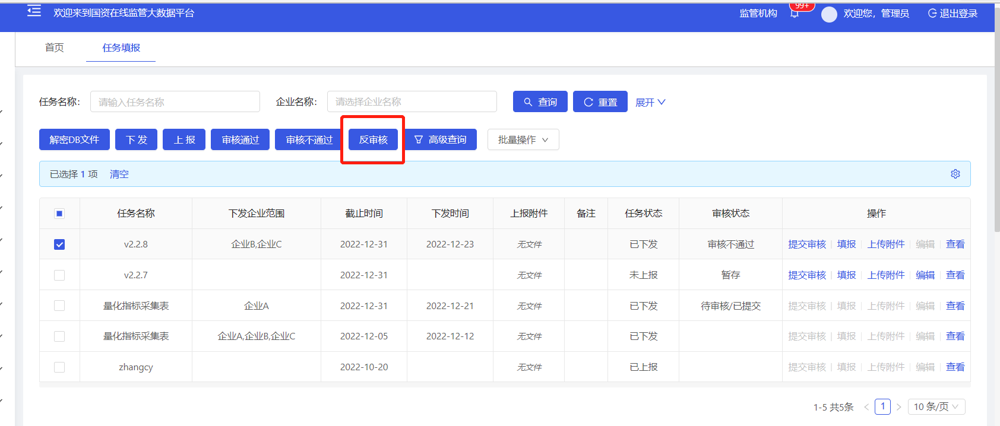 欢迎来到国资在线监管大数据平台 监管机构 99+ 欢迎您，管理员 退出登录
首页 任务填报
任务名称： 请输入任务名称 企业名称： 请选择企业名称 查询 重置 展开
解密DB文件 下 发 上 报 审核通过 审核不通过 反审核 高级查询 批量操作
已选择 1 项 清空
任务名称 下发企业范围 截止时间 下发时间 上报附件 备注 任务状态 审核状态 操作
v2.2.8 企业B,企业C 2022-12-31 2022-12-23 无文件 已下发 审核不通过 提交审核 填报 上传附件 编辑 查看
v2.2.7 2022-12-31 无文件 未上报 暂存 提交审核 填报 上传附件 编辑 查看
量化指标采集表 企业A 2022-12-31 2022-12-21 无文件 已下发 待审核/已提交 提交审核 填报 上传附件 编辑 查看
量化指标采集表 企业A,企业B,企业C 2022-12-05 2022-12-12 无文件 已下发 提交审核 填报 上传附件 编辑 查看
zhangcy 2022-10-20 无文件 已上报 提交审核 填报 上传附件 编辑 查看
1-5 共5条 < 1 > 10 条/页